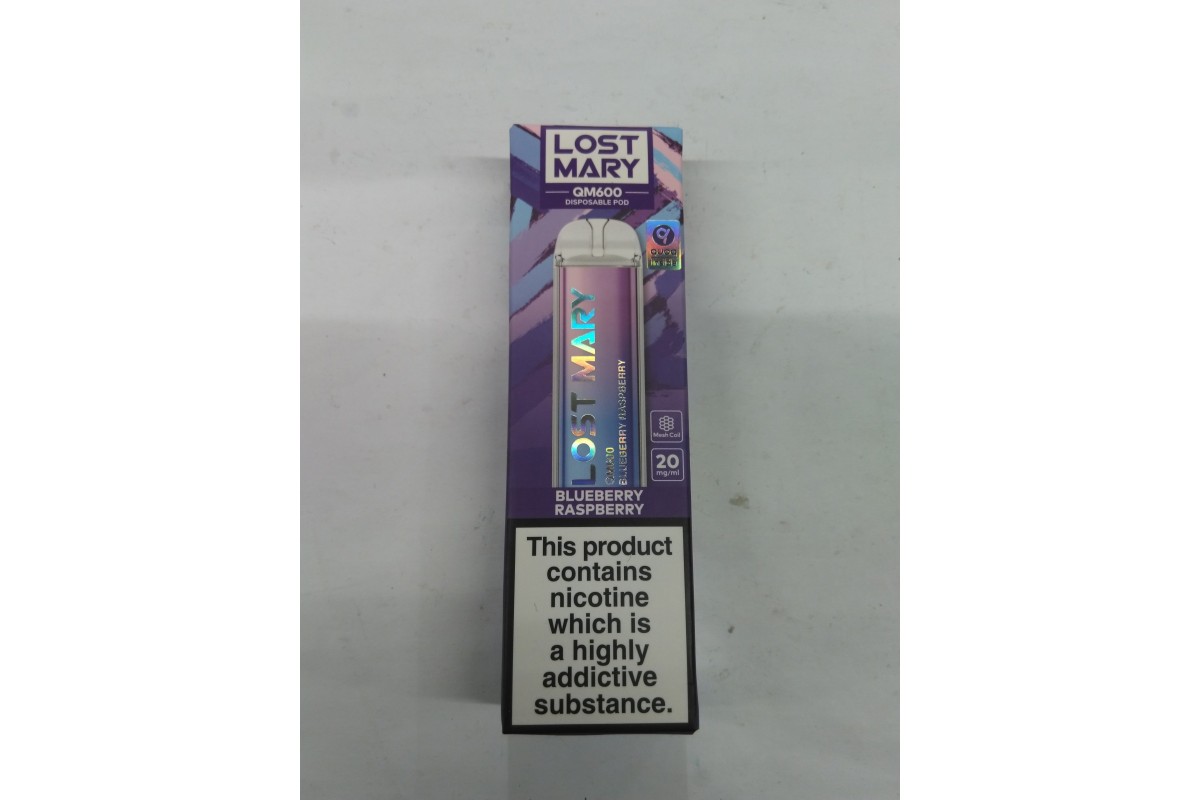 LOST
MARY
QM600
DISPOSABLE POD
LOST MARY
QM600
BLUEBERRY RASPBERRY
Mesh Coil
20
mg/ml
BLUEBERRY
RASPBERRY
This product
contains
nicotine
which is
a highly
addictive
substance.